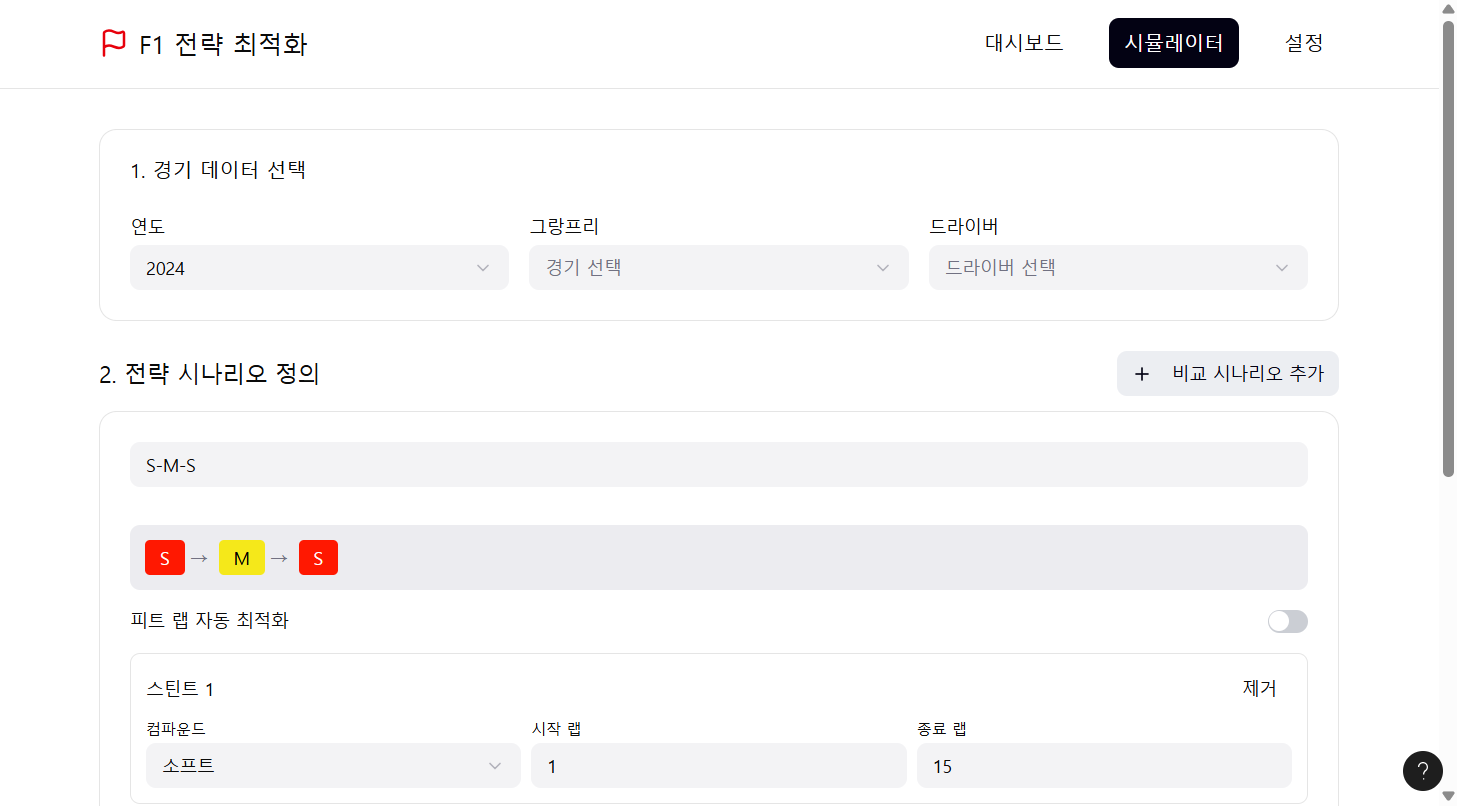 F1 전략 최적화
대시보드
시뮬레이터
설정
1. 경기 데이터 선택
연도
그랑프리
드라이버
2024
경기 선택
드라이버 선택
2. 전략 시나리오 정의
+ 비교 시나리오 추가
S-M-S
S → M → S
피트 랩 자동 최적화
스틴트 1
제거
컴파운드
시작 랩
종료 랩
소프트
1
15
?